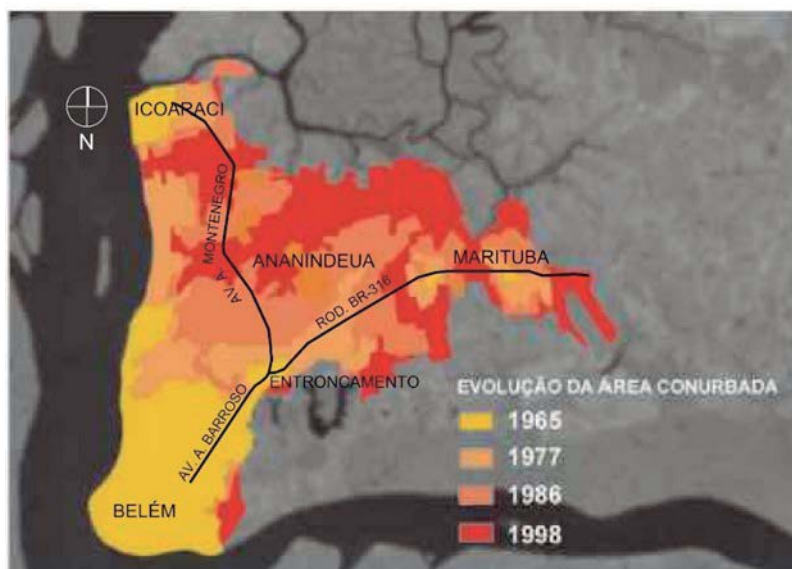 ICOARACI
N
AV. A. MONTENEGRO
ANANINDEUA
MARITUBA
ROD. BR-316
ENTRONCAMENTO
AV. A. BARROSO
BELÉM
EVOLUÇÃO DA ÁREA CONURBADA
1965
1977
1986
1998